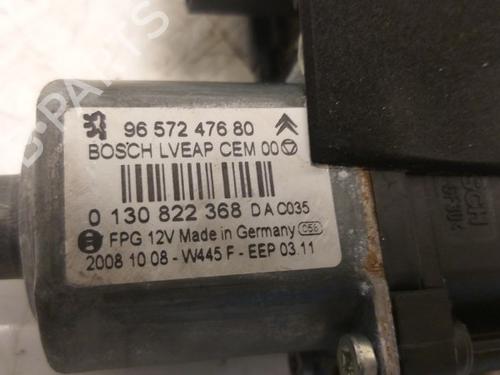 96 572 476 80
BOSCH LVEAP CEM 00
0 130 822 368 DA C035
FPG 12V Made in Germany 056
2008 10 08 - W445 F - EEP 03.11